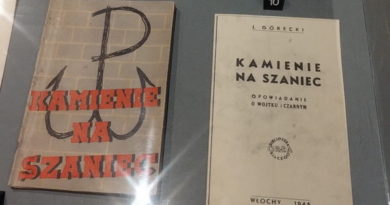 KAMIENIE
NA
SZANIEC
10
J. GÓRECKI
KAMIENIE
NA SZANIEC
OPOWIADANIE
O WOJTKU I CZARNYM
WŁOCHY